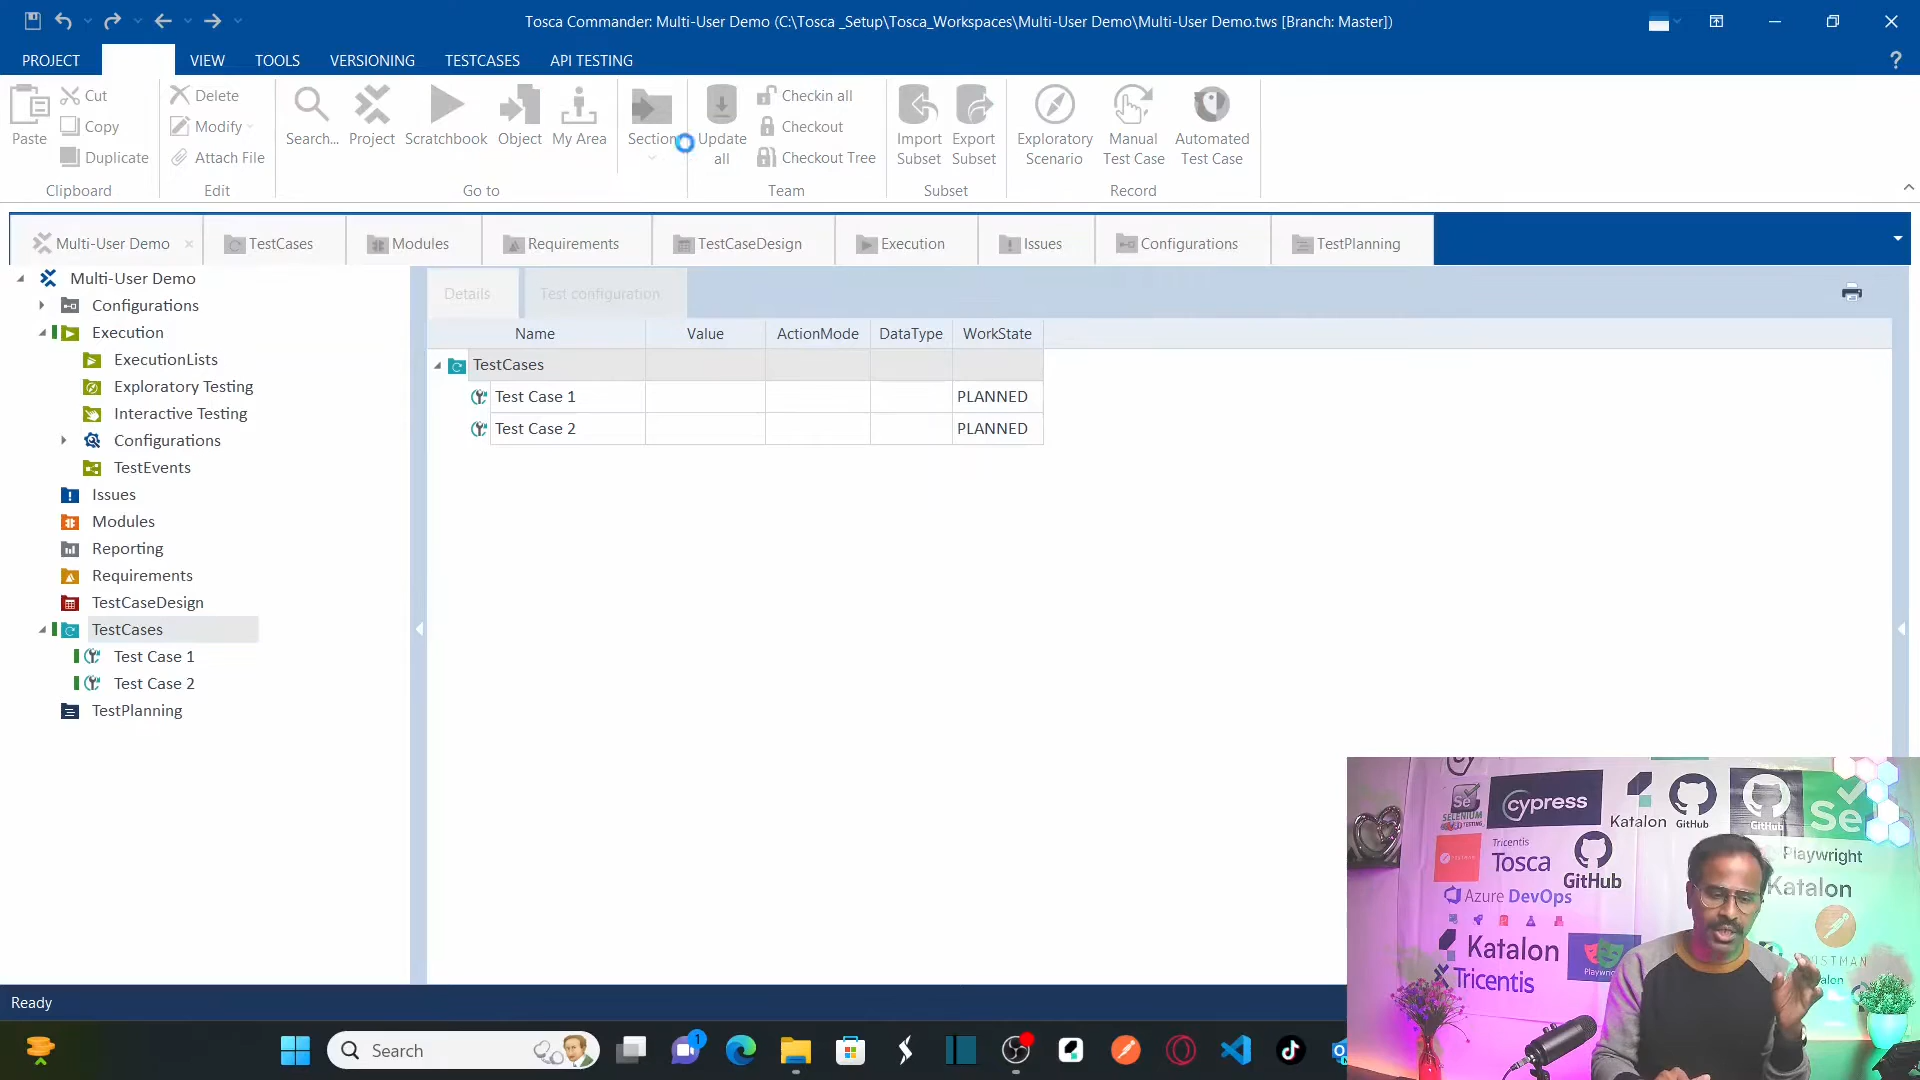 Tosca Commander: Multi-User Demo (C:\Tosca _Setup\Tosca_Workspaces\Multi-User Demo\Multi-User Demo.tws [Branch: Master])
PROJECT VIEW TOOLS VERSIONING TESTCASES API TESTING ?
Cut Delete Checkin all
Copy Modify Checkout
Duplicate Attach File Checkout Tree
Paste Search... Project Scratchbook Object My Area Section Update all Import Subset Export Subset Exploratory Scenario Manual Test Case Automated Test Case
Clipboard Edit Go to Team Subset Record
Multi-User Demo TestCases Modules Requirements TestCaseDesign Execution Issues Configurations TestPlanning
Multi-User Demo
Configurations
Execution
ExecutionLists
Exploratory Testing
Interactive Testing
Configurations
TestEvents
Issues
Modules
Reporting
Requirements
TestCaseDesign
TestCases
Test Case 1
Test Case 2
TestPlanning
Details Test configuration
Name Value ActionMode DataType WorkState
TestCases
Test Case 1 PLANNED
Test Case 2 PLANNED
Se
SELENIUM
cypress
Katalon
GitHub
GitHub
Se
Tricentis
Tosca
GitHub
Playwright
Katalon
Azure DevOps
Katalon
Tricentis
Ready
Search
1